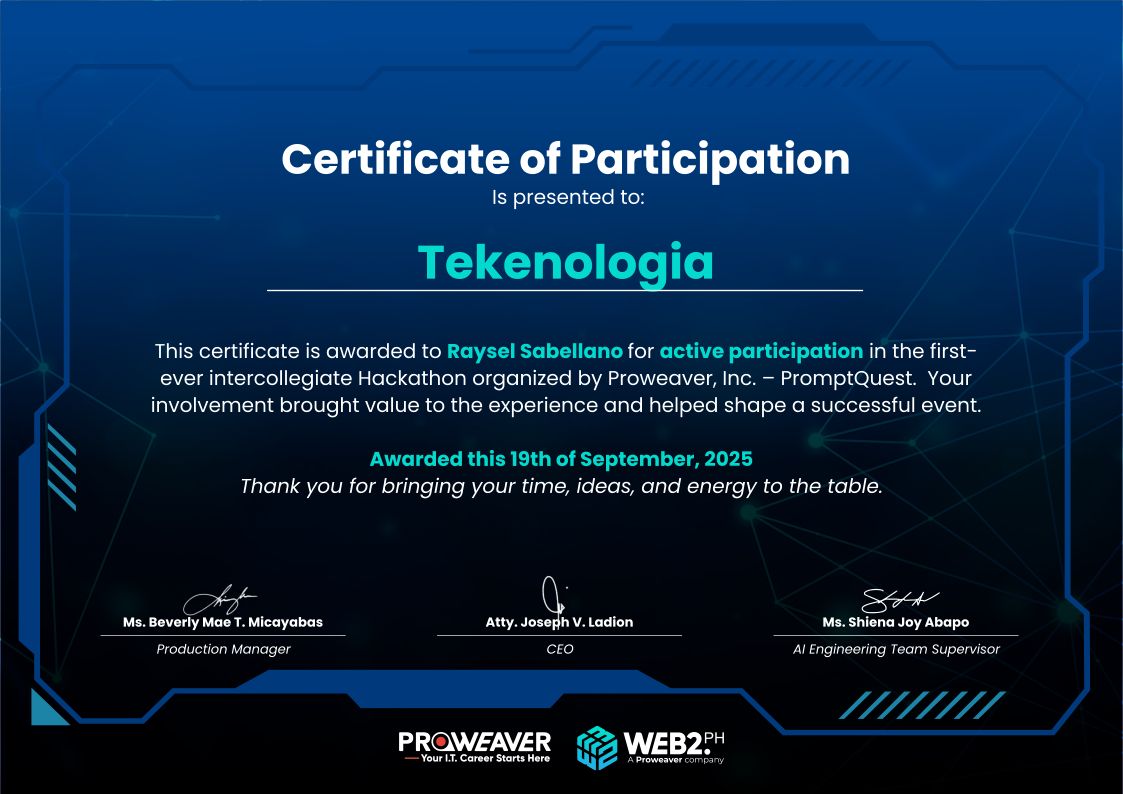 Certificate of Participation
Is presented to:
Tekenologia
This certificate is awarded to Raysel Sabellano for active participation in the first-
ever intercollegiate Hackathon organized by Proweaver, Inc. – PromptQuest.  Your
involvement brought value to the experience and helped shape a successful event.
Awarded this 19th of September, 2025
Thank you for bringing your time, ideas, and energy to the table.
Ms. Beverly Mae T. Micayabas
Production Manager
Atty. Joseph V. Ladion
CEO
Ms. Shiena Joy Abapo
AI Engineering Team Supervisor
PROWEAVER
Your I.T. Career Starts Here
WEB2.PH
A Proweaver company